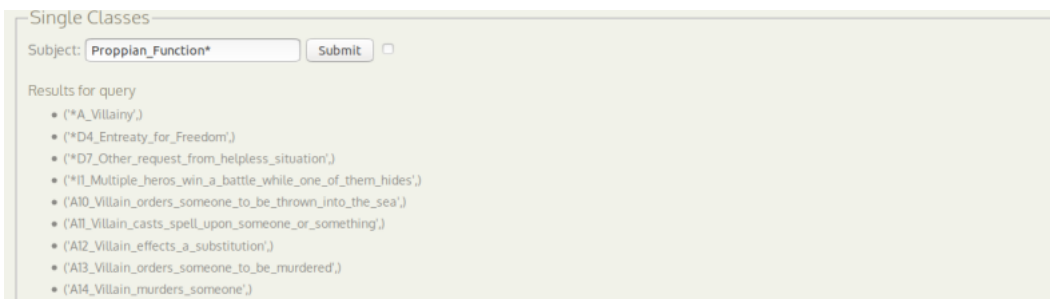 Single Classes
Subject: Proppian_Function* Submit
Results for query
• ('*A_Villainy',)
• ('*D4_Entreaty_for_Freedom',)
• ('*D7_Other_request_from_helpless_situation',)
• ('*I1_Multiple_heros_win_a_battle_while_one_of_them_hides',)
• ('A10_Villain_orders_someone_to_be_thrown_into_the_sea',)
• ('A11_Villain_casts_spell_upon_someone_or_something',)
• ('A12_Villain_effects_a_substitution',)
• ('A13_Villain_orders_someone_to_be_murdered',)
• ('A14_Villain_murders_someone',)